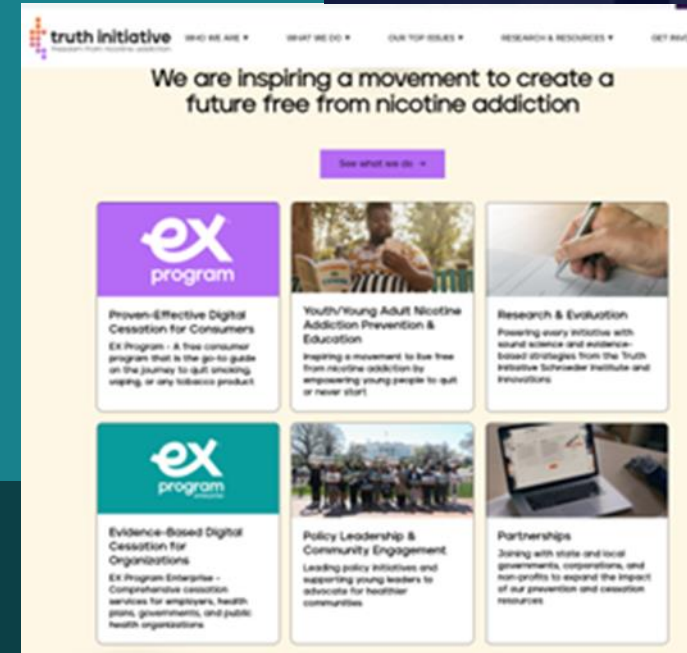 truth initiative
freedom from nicotine addiction
WHO WE ARE
WHAT WE DO
OUR TOP ISSUES
RESEARCH & RESOURCES
GET INV
We are inspiring a movement to create a
future free from nicotine addiction
See what we do →
ex
program
Proven-Effective Digital
Cessation for Consumers
EX Program - A free consumer
program that is the go-to guide
on the journey to quit smoking,
vaping, or any tobacco product
Youth/Young Adult Nicotine
Addiction Prevention &
Education
Inspiring a movement to live free
from nicotine addiction by
empowering young people to quit
or never start
Research & Evaluation
Powering every initiative with
sound science and evidence-
based strategies from the Truth
Initiative Schroeder Institute and
Innovations
ex
program
enterprise
Evidence-Based Digital
Cessation for
Organizations
EX Program Enterprise -
Comprehensive cessation
services for employers, health
plans, governments, and public
health organizations
Policy Leadership &
Community Engagement
Leading policy initiatives and
supporting young leaders to
advocate for healthier
communities
Partnerships
Joining with state and local
governments, corporations, and
non-profits to expand the impact
of our prevention and cessation
resources